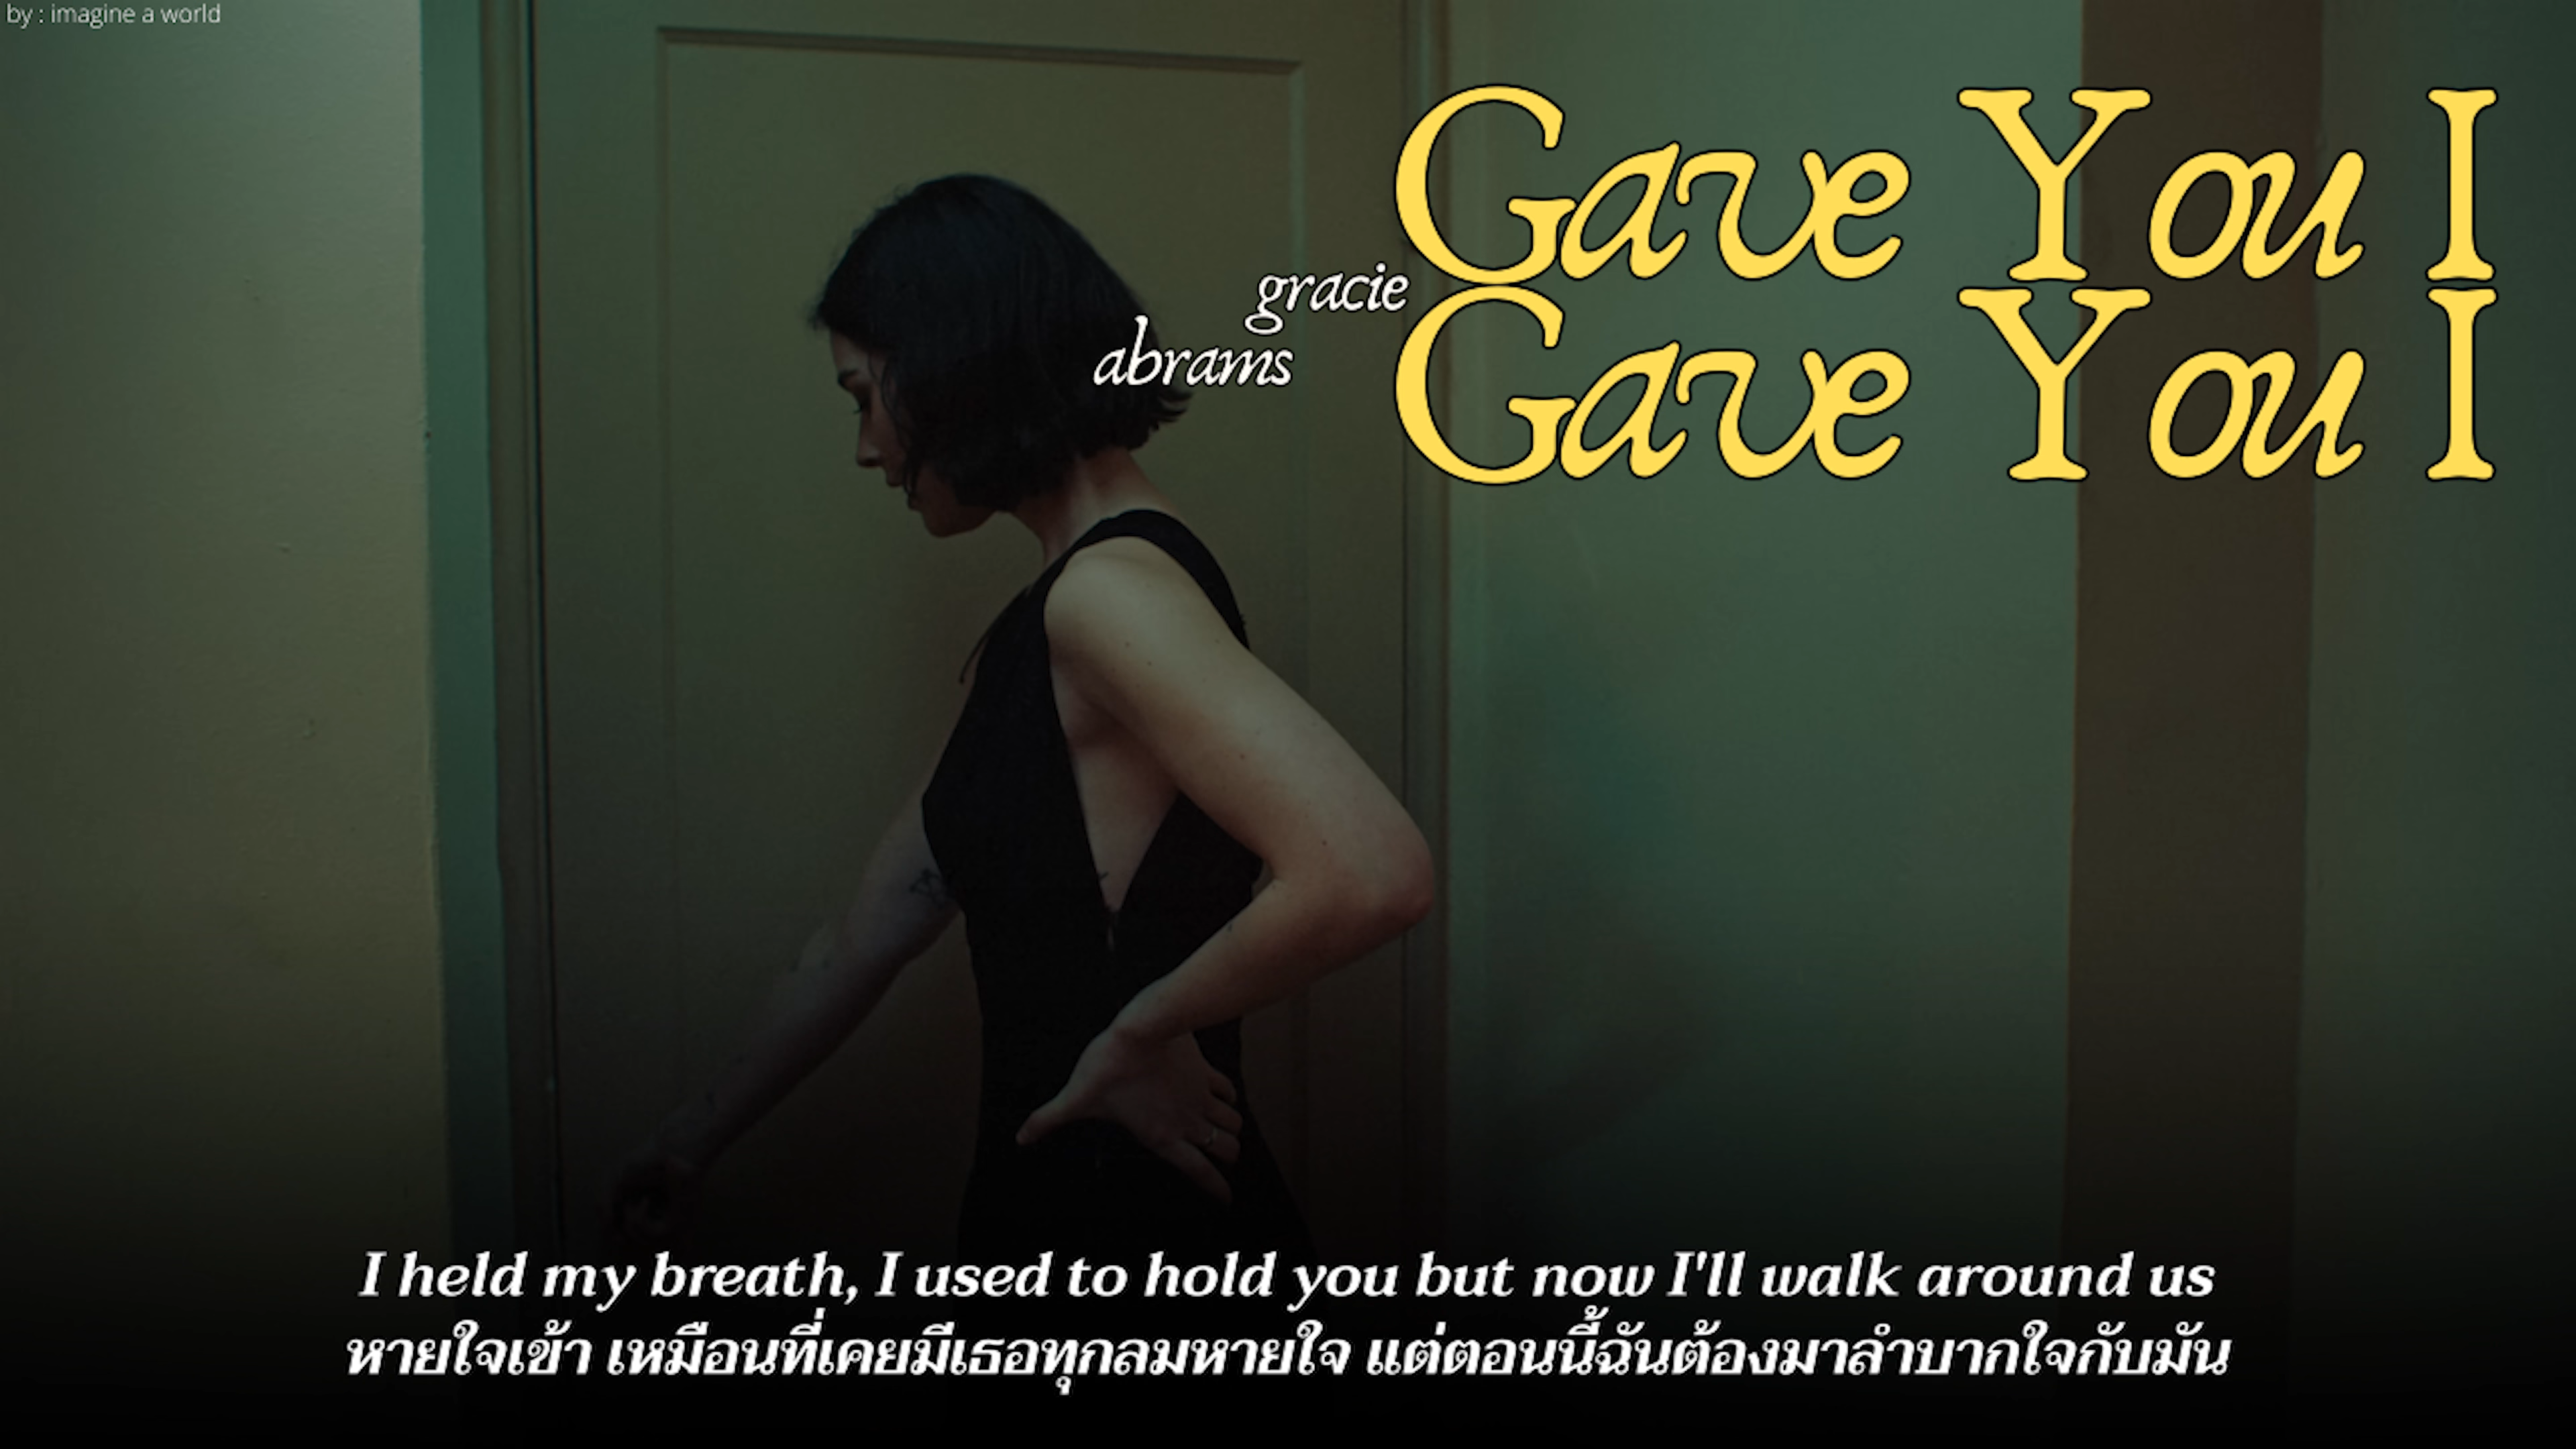 by : imagine a world
Gave You I
gracie
abrams
Gave You I
I held my breath, I used to hold you but now I'll walk around us
หายใจเข้า เหมือนที่เคยมีเธอทุกลมหายใจ แต่ตอนนี้ฉันต้องมาลำบากใจกับมัน